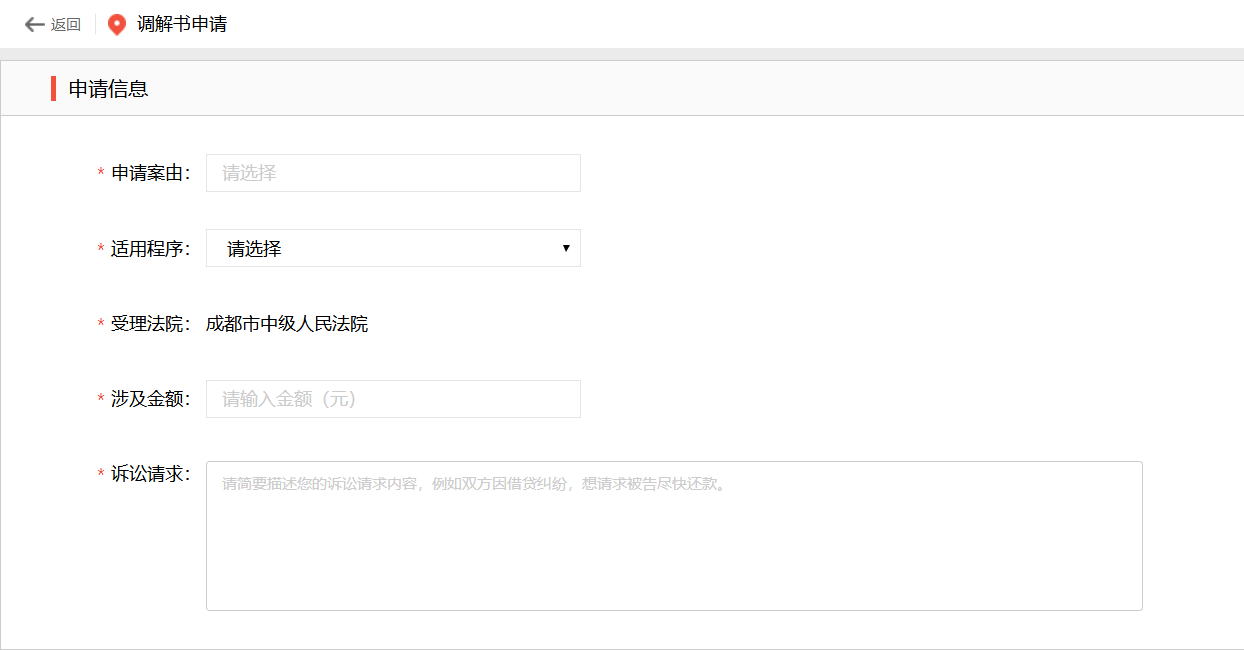 返回 调解书申请
申请信息
* 申请案由： 请选择
* 适用程序： 请选择
* 受理法院： 成都市中级人民法院
* 涉及金额： 请输入金额（元）
* 诉讼请求： 请简要描述您的诉讼请求内容，例如双方因借贷纠纷，想请求被告尽快还款。